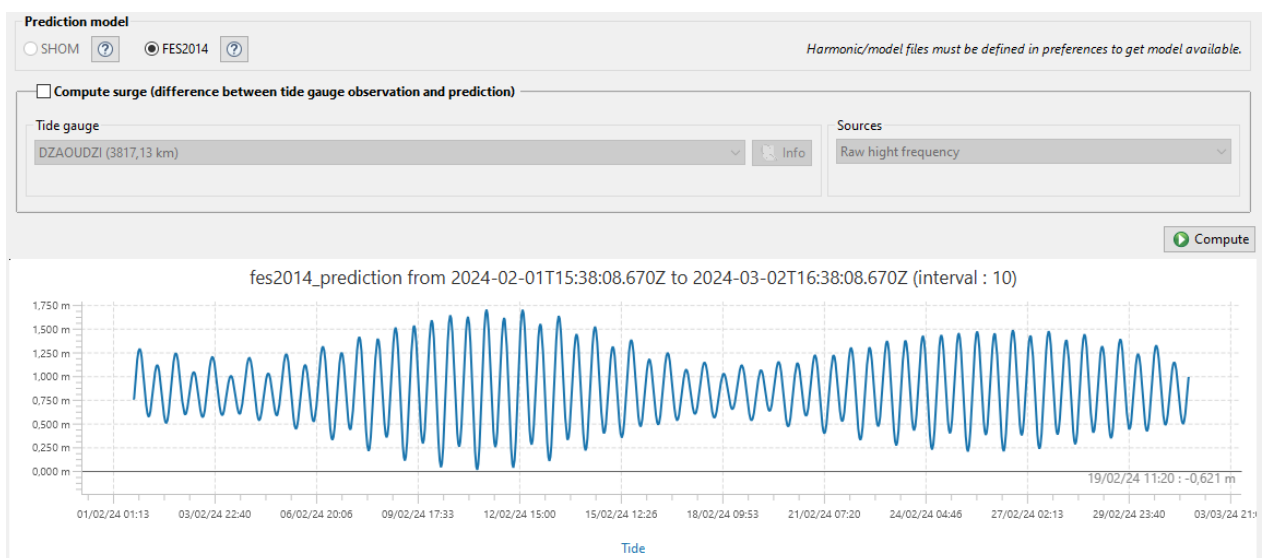 Prediction model
SHOM ? FES2014 ? Harmonic/model files must be defined in preferences to get model available.
Compute surge (difference between tide gauge observation and prediction)
Tide gauge Sources
DZAOUDZI (3817,13 km) Info Raw hight frequency
Compute
fes2014_prediction from 2024-02-01T15:38:08.670Z to 2024-03-02T16:38:08.670Z (interval : 10)
1,750 m
1,500 m
1,250 m
1,000 m
0,750 m
0,500 m
0,250 m
0,000 m
19/02/24 11:20 : -0,621 m
01/02/24 01:13 03/02/24 22:40 06/02/24 20:06 09/02/24 17:33 12/02/24 15:00 15/02/24 12:26 18/02/24 09:53 21/02/24 07:20 24/02/24 04:46 27/02/24 02:13 29/02/24 23:40 03/03/24 21:
Tide